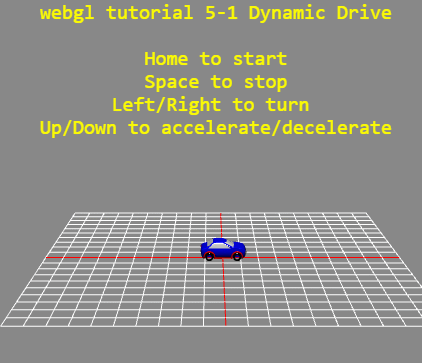 webgl tutorial 5-1 Dynamic Drive
Home to start
Space to stop
Left/Right to turn
Up/Down to accelerate/decelerate